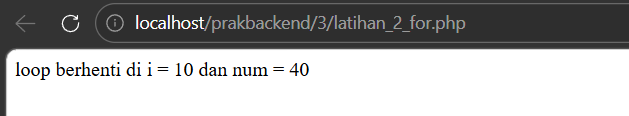 localhost/prakbackend/3/latihan_2_for.php
loop berhenti di i = 10 dan num = 40